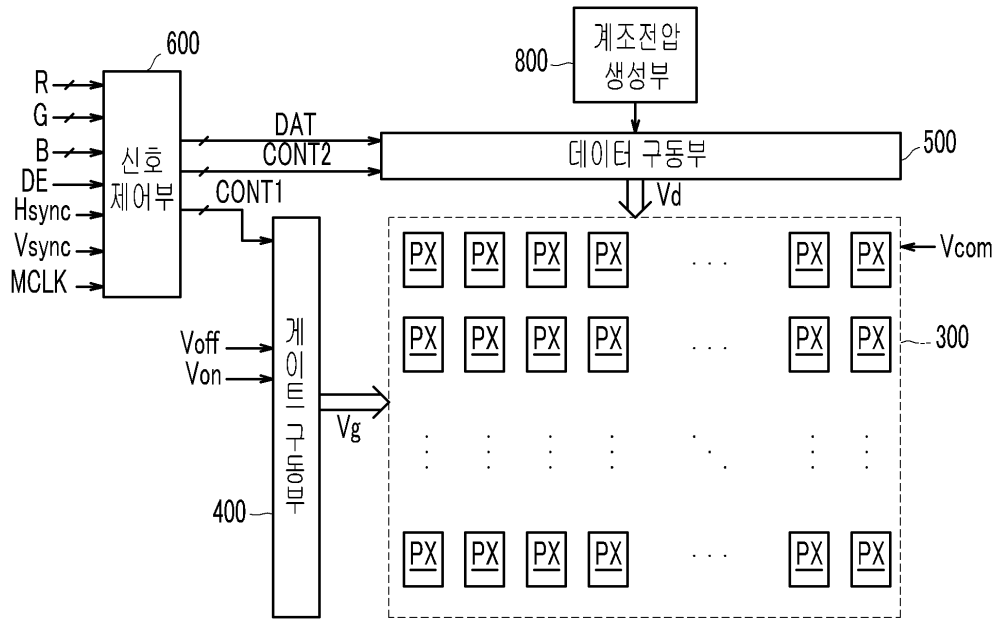 600
계조전압
생성부
800
R
G
B
DE
Hsync
Vsync
MCLK
신호
제어부
DAT
CONT2
CONT1
데이터 구동부
500
Vd
PX PX PX PX ... PX PX
Vcom
Voff
Von
게이트 구동부
PX PX PX PX ... PX PX
300
Vg
400
PX PX PX PX ... PX PX